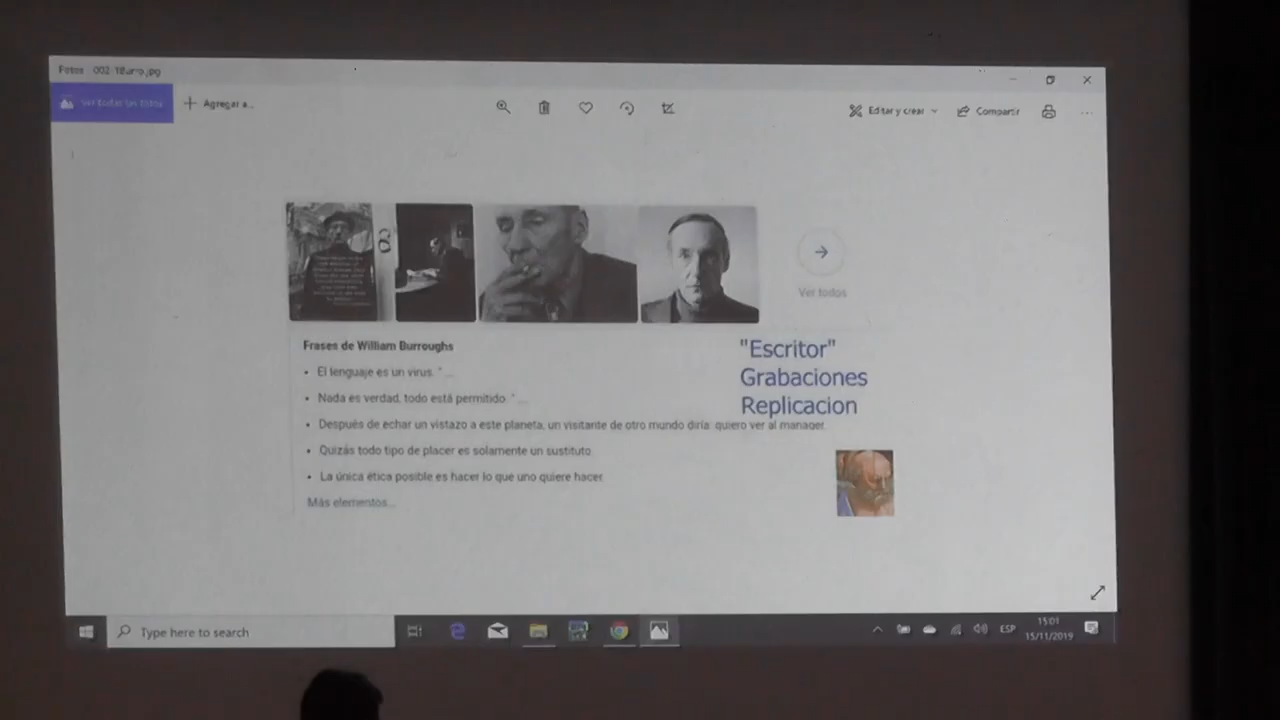 Fotos
Agregar a...
Editar y crear
Compartir
Ver todos
Frases de William Burroughs
"Escritor"
Grabaciones
Replicacion
• El lenguaje es un virus. " ...
• Nada es verdad, todo está permitido. " ...
• Después de echar un vistazo a este planeta, un visitante de otro mundo diría: quiero ver al manager.
• Quizás todo tipo de placer es solamente un sustituto
• La única ética posible es hacer lo que uno quiere hacer
Más elementos...
Type here to search
ESP
15:01
15/11/2019